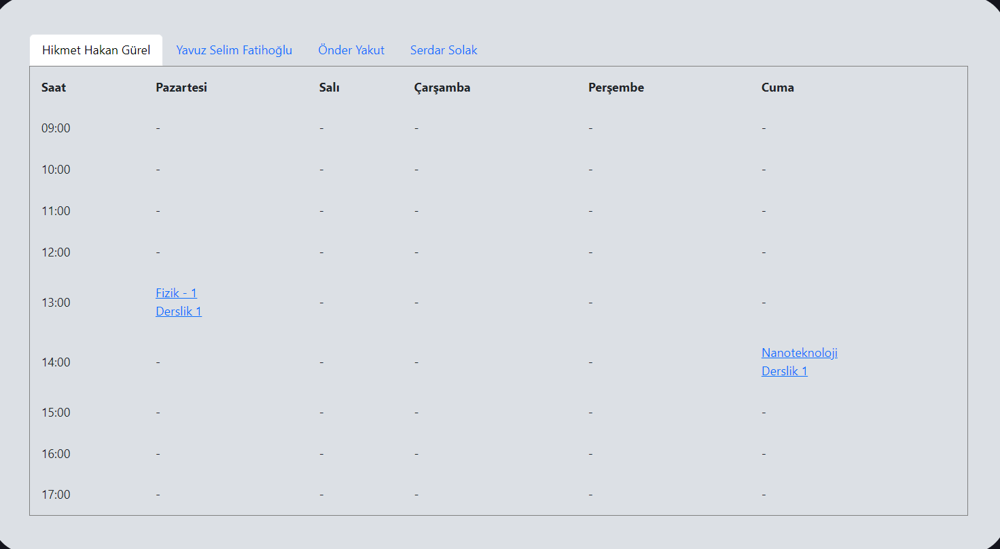 Hikmet Hakan Gürel Yavuz Selim Fatihoğlu Önder Yakut Serdar Solak
Saat Pazartesi Salı Çarşamba Perşembe Cuma
09:00 - - - - -
10:00 - - - - -
11:00 - - - - -
12:00 - - - - -
13:00 Fizik - 1 Derslik 1 - - - -
14:00 - - - - Nanoteknoloji Derslik 1
15:00 - - - - -
16:00 - - - - -
17:00 - - - - -